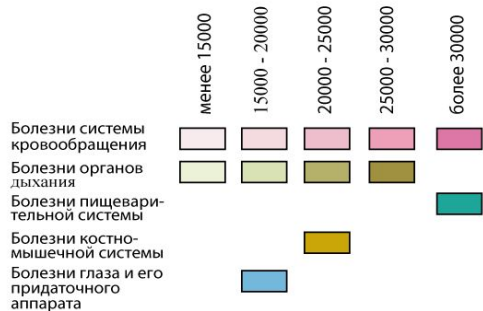 менее 15000
15000 - 20000
20000 - 25000
25000 - 30000
более 30000
Болезни системы
кровообращения
Болезни органов
дыхания
Болезни пищевари-
тельной системы
Болезни костно-
мышечной системы
Болезни глаза и его
придаточного
аппарата